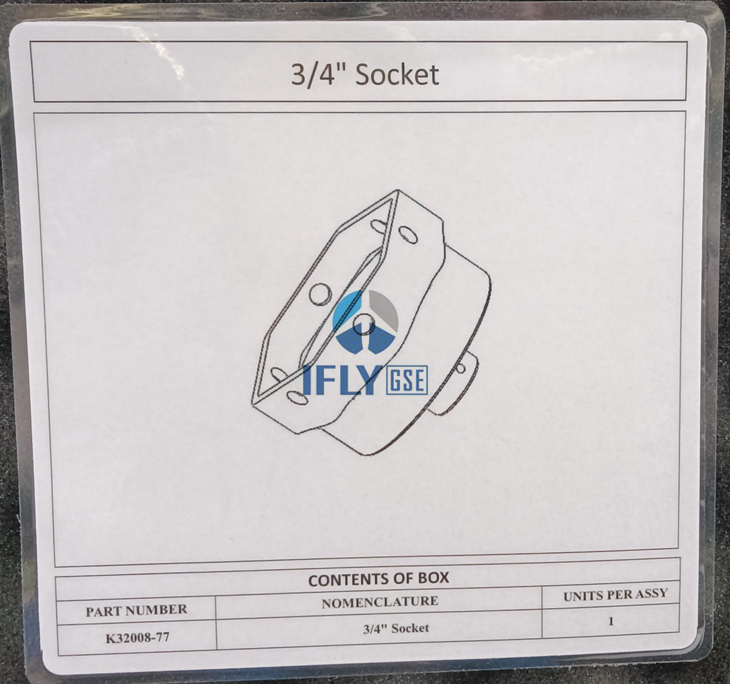 3/4" Socket
IFLY GSE
CONTENTS OF BOX
PART NUMBER NOMENCLATURE UNITS PER ASSY
K32008-77 3/4" Socket 1